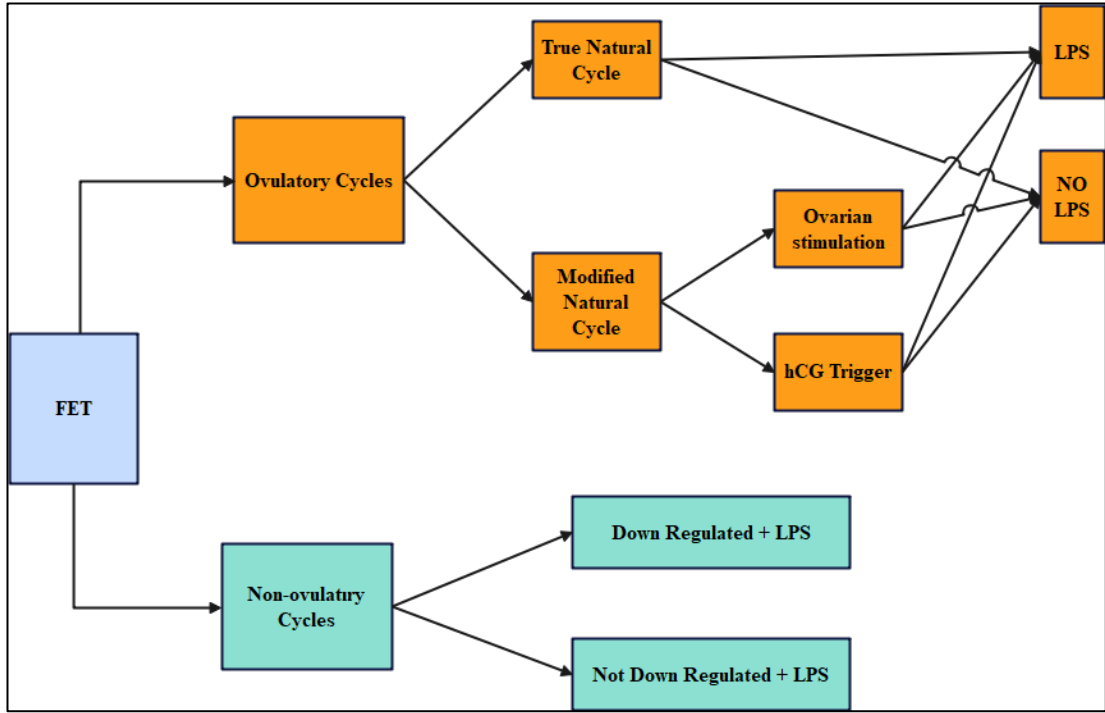 True Natural
Cycle
LPS
Ovulatory Cycles
NO
LPS
Ovarian
stimulation
Modified
Natural
Cycle
hCG Trigger
FET
Down Regulated + LPS
Non-ovulatıry
Cycles
Not Down Regulated + LPS